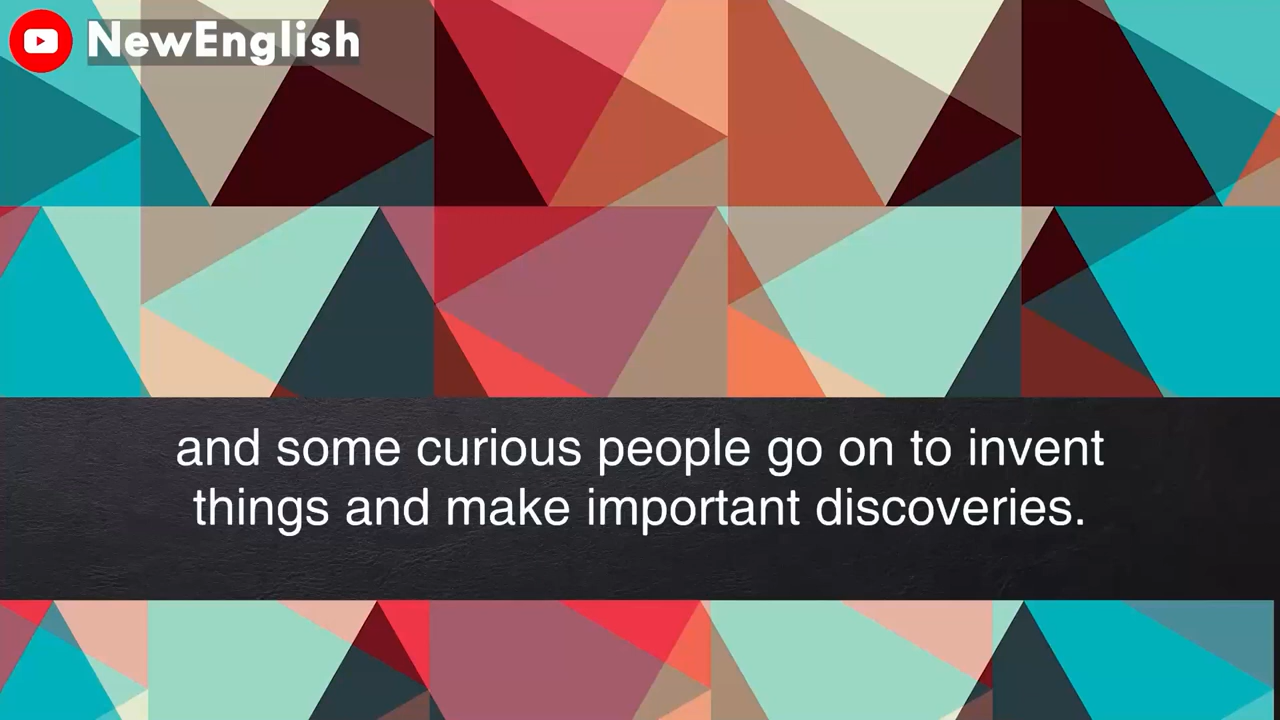 NewEnglish
and some curious people go on to invent
things and make important discoveries.